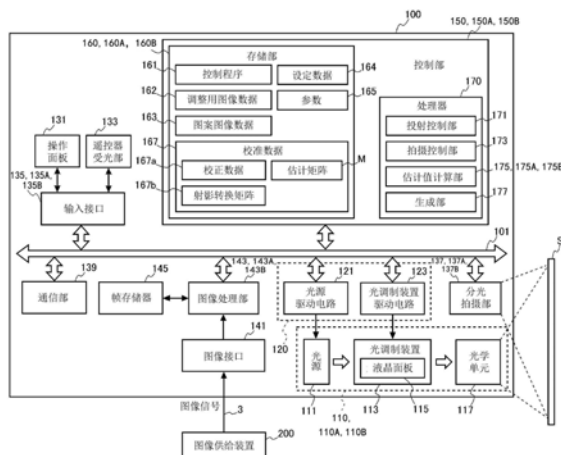 100
150, 150A, 150B
160, 160A, 160B
存储部
控制部
161
控制程序
设定数据
164
162
调整用图像数据
参数
165
163
图案图像数据
167
校准数据
167a
校正数据
估计矩阵
M
167b
射影转换矩阵
170
处理器
投射控制部
171
拍摄控制部
173
估计值计算部
175, 175A, 175B
生成部
177
131
操作面板
133
遥控器受光部
135, 135A, 135B
输入接口
101
S
139
通信部
145
帧存储器
143, 143A, 143B
图像处理部
121
光源驱动电路
123
光调制装置驱动电路
120
137, 137A, 137B
分光拍摄部
141
图像接口
光源
111
光调制装置
液晶面板
113
115
光学单元
117
110, 110A, 110B
图像信号
3
图像供给装置
200